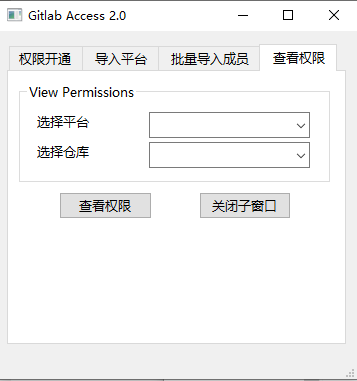 Gitlab Access 2.0
权限开通 导入平台 批量导入成员 查看权限
View Permissions
选择平台
选择仓库
查看权限 关闭子窗口